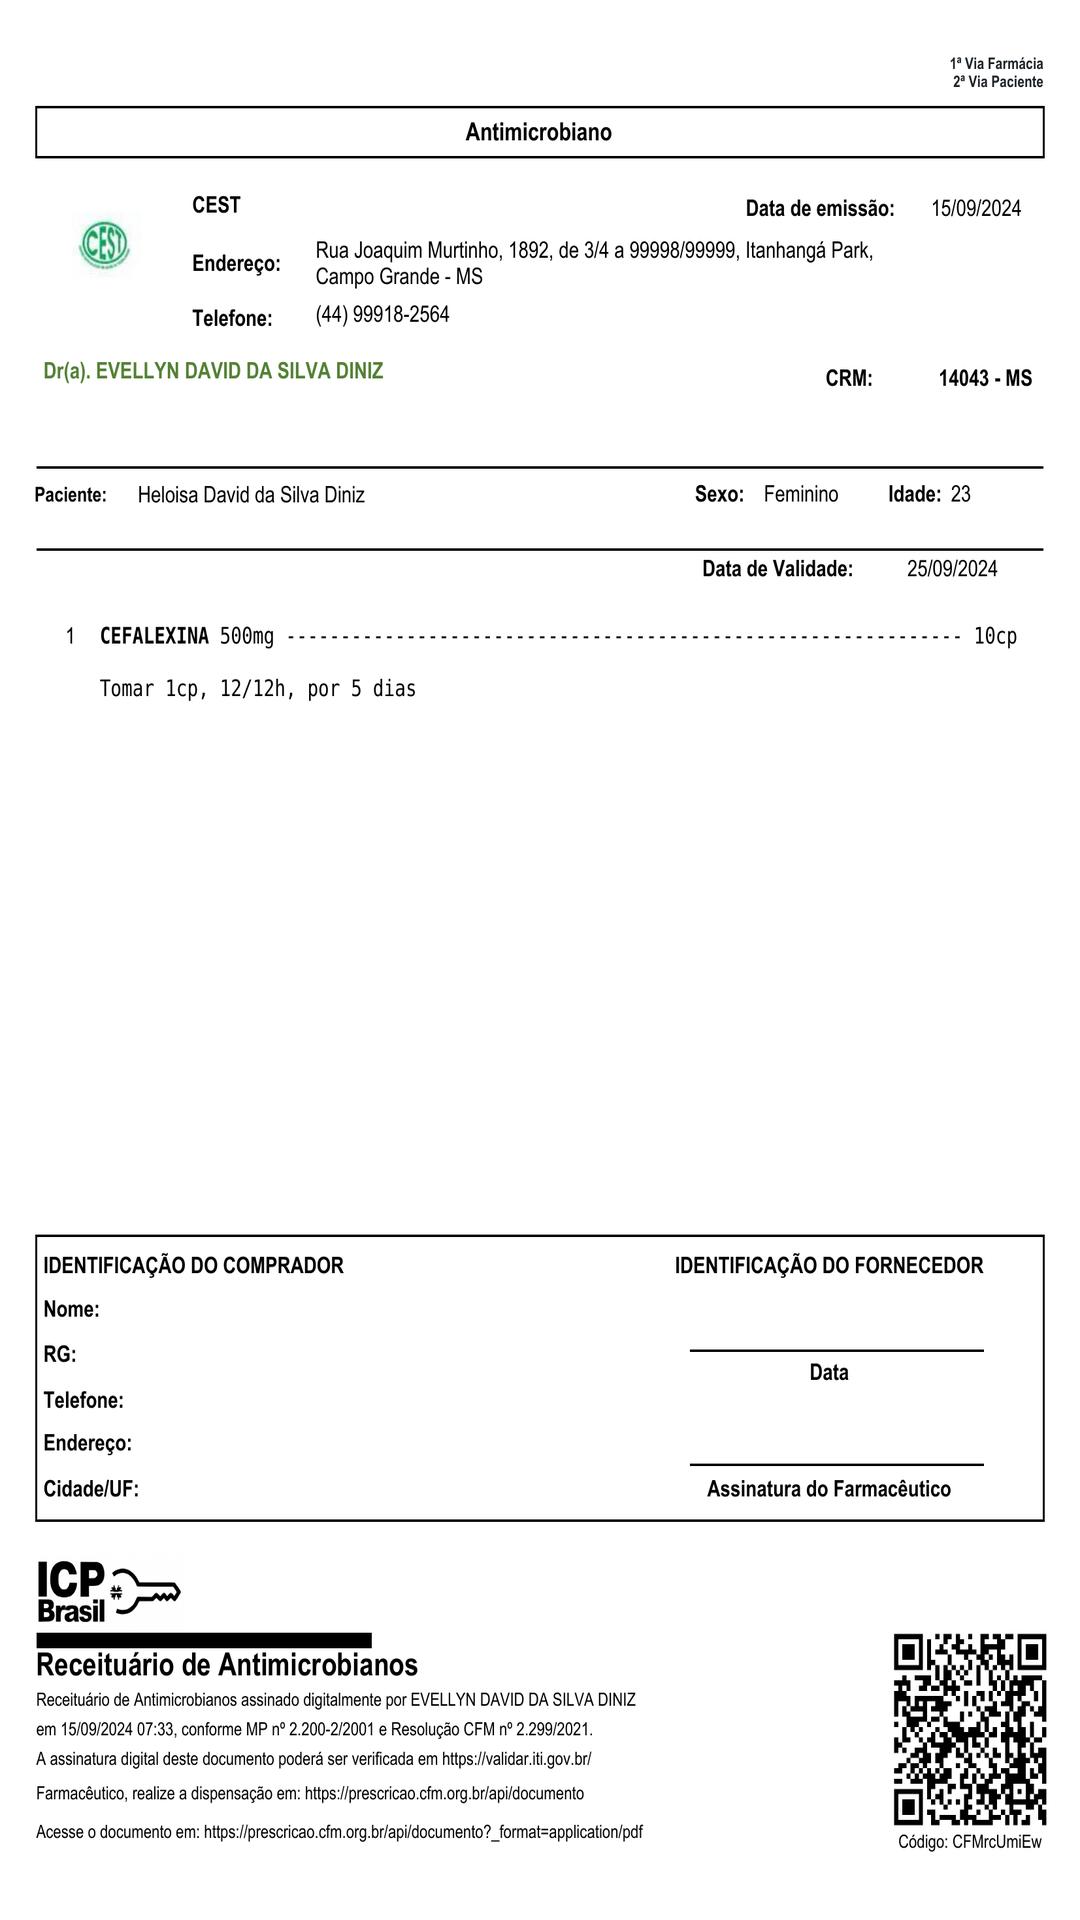 1ª Via Farmácia
2ª Via Paciente
Antimicrobiano
CEST
CEST
Data de emissão: 15/09/2024
Endereço: Rua Joaquim Murtinho, 1892, de 3/4 a 99998/99999, Itanhangá Park,
Campo Grande - MS
Telefone: (44) 99918-2564
Dr(a). EVELLYN DAVID DA SILVA DINIZ
CRM: 14043 - MS
Paciente: Heloisa David da Silva Diniz Sexo: Feminino Idade: 23
Data de Validade: 25/09/2024
1 CEFALEXINA 500mg -------------------------------------------------------------- 10cp
Tomar 1cp, 12/12h, por 5 dias
IDENTIFICAÇÃO DO COMPRADOR
Nome:
RG:
Telefone:
Endereço:
Cidade/UF:
IDENTIFICAÇÃO DO FORNECEDOR
Data
Assinatura do Farmacêutico
ICP
Brasil
Receituário de Antimicrobianos
Receituário de Antimicrobianos assinado digitalmente por EVELLYN DAVID DA SILVA DINIZ
em 15/09/2024 07:33, conforme MP nº 2.200-2/2001 e Resolução CFM nº 2.299/2021.
A assinatura digital deste documento poderá ser verificada em https://validar.iti.gov.br/
Farmacêutico, realize a dispensação em: https://prescricao.cfm.org.br/api/documento
Acesse o documento em: https://prescricao.cfm.org.br/api/documento?_format=application/pdf
Código: CFMrcUmiEw